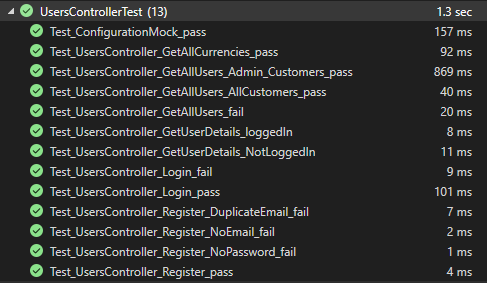 UsersControllerTest (13) 1.3 sec
Test_ConfigurationMock_pass 157 ms
Test_UsersController_GetAllCurrencies_pass 92 ms
Test_UsersController_GetAllUsers_Admin_Customers_pass 869 ms
Test_UsersController_GetAllUsers_AllCustomers_pass 40 ms
Test_UsersController_GetAllUsers_fail 20 ms
Test_UsersController_GetUserDetails_loggedIn 8 ms
Test_UsersController_GetUserDetails_NotLoggedIn 11 ms
Test_UsersController_Login_fail 9 ms
Test_UsersController_Login_pass 101 ms
Test_UsersController_Register_DuplicateEmail_fail 7 ms
Test_UsersController_Register_NoEmail_fail 2 ms
Test_UsersController_Register_NoPassword_fail 1 ms
Test_UsersController_Register_pass 4 ms